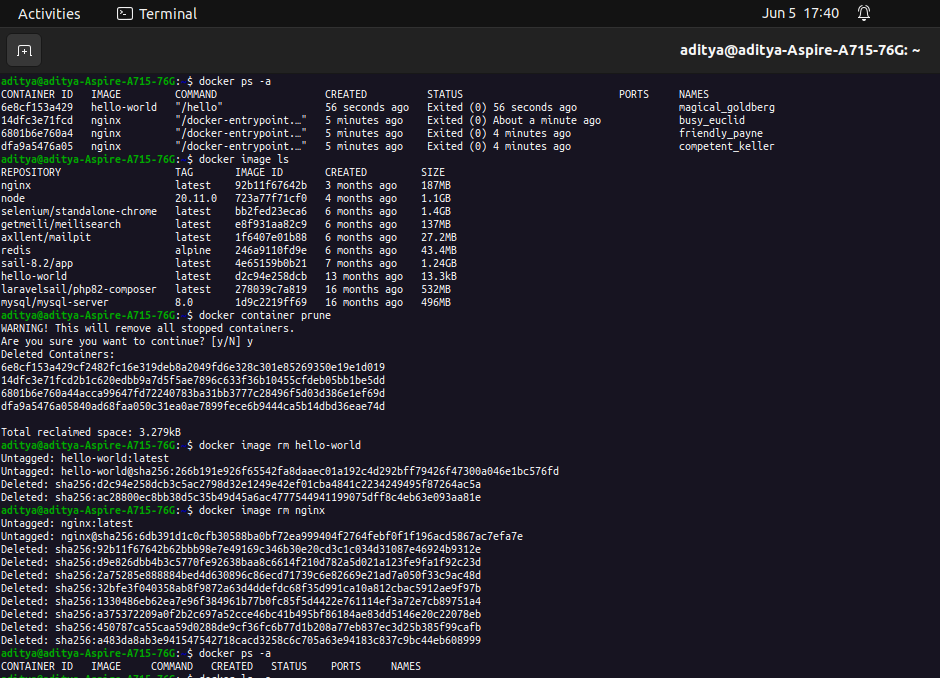 Activities Terminal Jun 5 17:40
aditya@aditya-Aspire-A715-76G: ~
aditya@aditya-Aspire-A715-76G: $ docker ps -a
CONTAINER ID IMAGE COMMAND CREATED STATUS PORTS NAMES
6e8cf153a429 hello-world "/hello" 56 seconds ago Exited (0) 56 seconds ago magical_goldberg
14dfc3e71fcd nginx "/docker-entrypoint.…" 5 minutes ago Exited (0) About a minute ago busy_euclid
6801b6e760a4 nginx "/docker-entrypoint.…" 5 minutes ago Exited (0) 4 minutes ago friendly_payne
dfa9a5476a05 nginx "/docker-entrypoint.…" 5 minutes ago Exited (0) 4 minutes ago competent_keller
aditya@aditya-Aspire-A715-76G: $ docker image ls
REPOSITORY TAG IMAGE ID CREATED SIZE
nginx latest 92b11f67642b 3 months ago 187MB
node 20.11.0 723a77f71cf0 4 months ago 1.1GB
selenium/standalone-chrome latest bb2fed23eca6 6 months ago 1.4GB
getmeili/meilisearch latest e8f931aa82c9 6 months ago 137MB
axllent/mailpit latest 1f6407e01b88 6 months ago 27.2MB
redis alpine 246a9110fd9e 6 months ago 43.4MB
sail-8.2/app latest 4e65159b0b21 7 months ago 1.24GB
hello-world latest d2c94e258dcb 13 months ago 13.3kB
laravelsail/php82-composer latest 278039c7a819 16 months ago 532MB
mysql/mysql-server 8.0 1d9c2219ff69 16 months ago 496MB
aditya@aditya-Aspire-A715-76G: $ docker container prune
WARNING! This will remove all stopped containers.
Are you sure you want to continue? [y/N] y
Deleted Containers:
6e8cf153a429cf2482fc16e319deb8a2049fd6e328c301e85269350e19e1d019
14dfc3e71fcd2b1c620edbb9a7d5f5ae7896c633f36b10455cfdeb05bb1be5dd
6801b6e760a44acca99647fd72240783ba31bb3777c28496f5d03d386e1ef69d
dfa9a5476a05840ad68faa050c31ea0ae7899fece6b9444ca5b14dbd36eae74d
Total reclaimed space: 3.279kB
aditya@aditya-Aspire-A715-76G: $ docker image rm hello-world
Untagged: hello-world:latest
Untagged: hello-world@sha256:266b191e926f65542fa8daaec01a192c4d292bff79426f47300a046e1bc576fd
Deleted: sha256:d2c94e258dcb3c5ac2798d32e1249e42ef01cba4841c2234249495f87264ac5a
Deleted: sha256:ac28800ec8bb38d5c35b49d45a6ac4777544941199075dff8c4eb63e093aa81e
aditya@aditya-Aspire-A715-76G: $ docker image rm nginx
Untagged: nginx:latest
Untagged: nginx@sha256:6db391d1c0cfb30588ba0bf72ea999404f2764febf0f1f196acd5867ac7efa7e
Deleted: sha256:92b11f67642b62bbb98e7e49169c346b30e20cd3c1c034d31087e46924b9312e
Deleted: sha256:d9e826dbb4b3c5770fe92638baa8c6614f210d782a5d021a123fe9fa1f92c23d
Deleted: sha256:2a75285e888884bed4d630896c86ecd71739c6e82669e21ad7a050f33c9ac48d
Deleted: sha256:32bfe3f040358ab8f9872a63d4ddefdc68f35d991ca10a812cbac5912ae9f97b
Deleted: sha256:1330486eb62ea7e96f384961b77b0fc85f5d4422e761114ef3a72e7cb89751a4
Deleted: sha256:a375372209a0f2b2c697a52cce46bc41b495bf86184ae83dd5146e20c22078eb
Deleted: sha256:450787ca55caa59d0288de9cf36fc6b77d1b208a77eb837ec3d25b385f99cafb
Deleted: sha256:a483da8ab3e941547542718cacd3258c6c705a63e94183c837c9bc44eb608999
aditya@aditya-Aspire-A715-76G: $ docker ps -a
CONTAINER ID IMAGE COMMAND CREATED STATUS PORTS NAMES
aditya@aditya-Aspire-A715-76G: $ docker ls -a